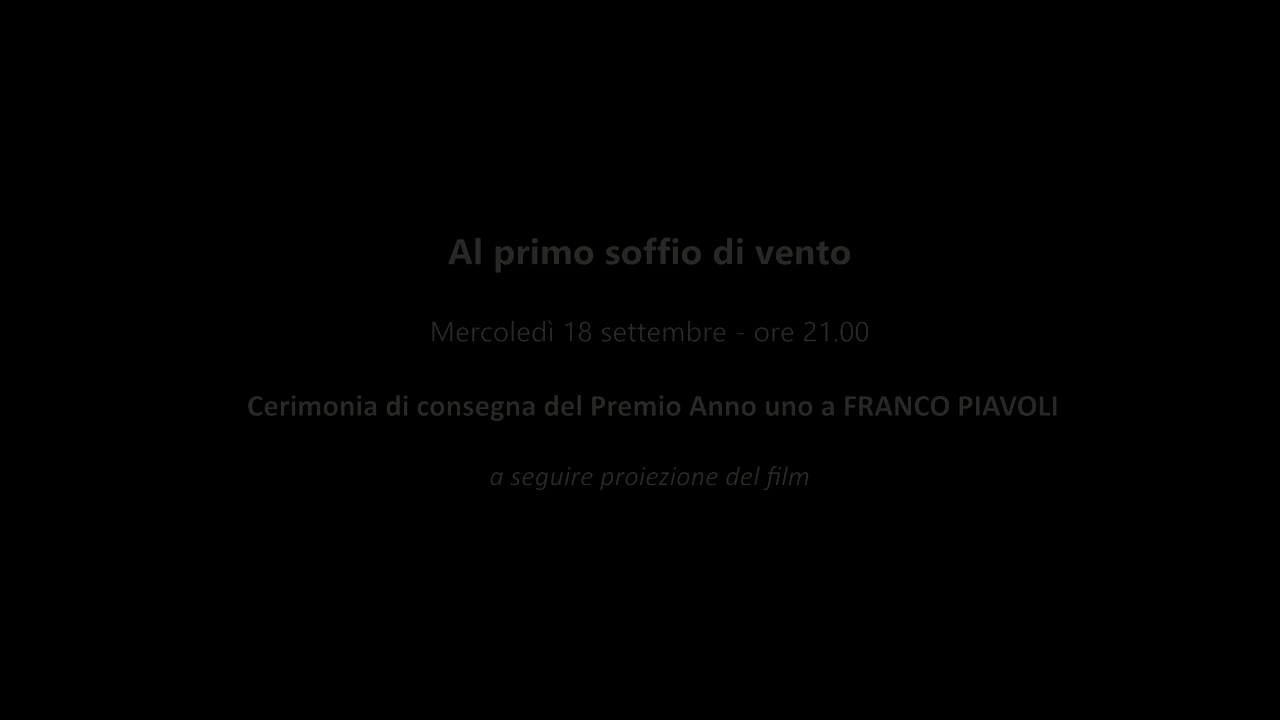 Al primo soffio di vento
Mercoledì 18 settembre - ore 21.00
Cerimonia di consegna del Premio Anno uno a FRANCO PIAVOLI
a seguire proiezione del film